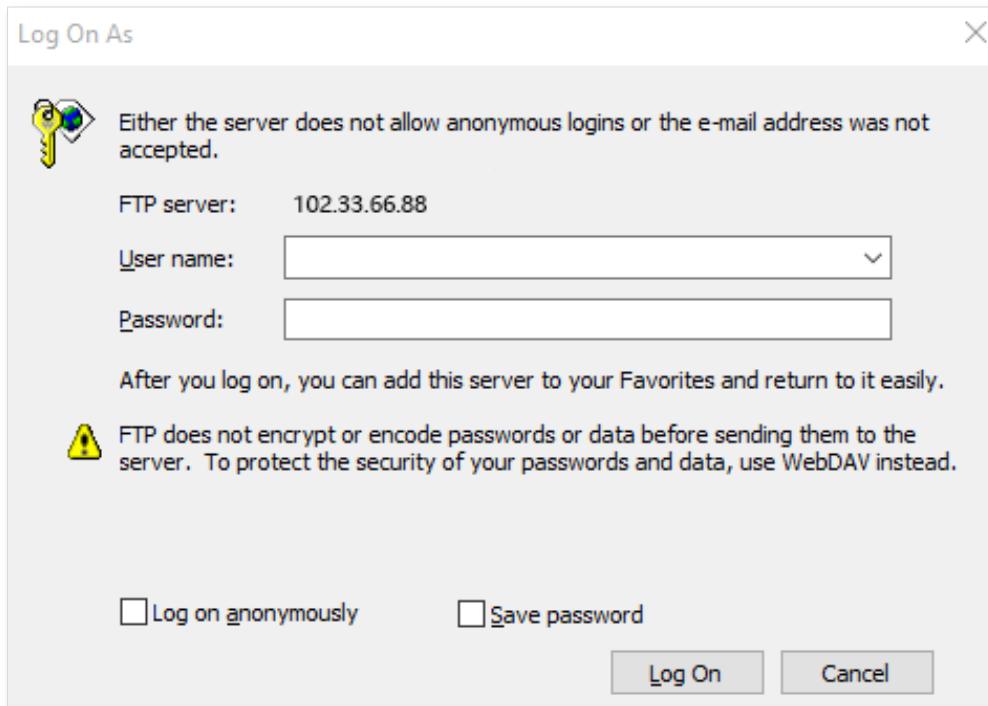 Log On As
Either the server does not allow anonymous logins or the e-mail address was not
accepted.
FTP server: 102.33.66.88
User name:
Password:
After you log on, you can add this server to your Favorites and return to it easily.
FTP does not encrypt or encode passwords or data before sending them to the
server.  To protect the security of your passwords and data, use WebDAV instead.
Log on anonymously Save password
Log On Cancel